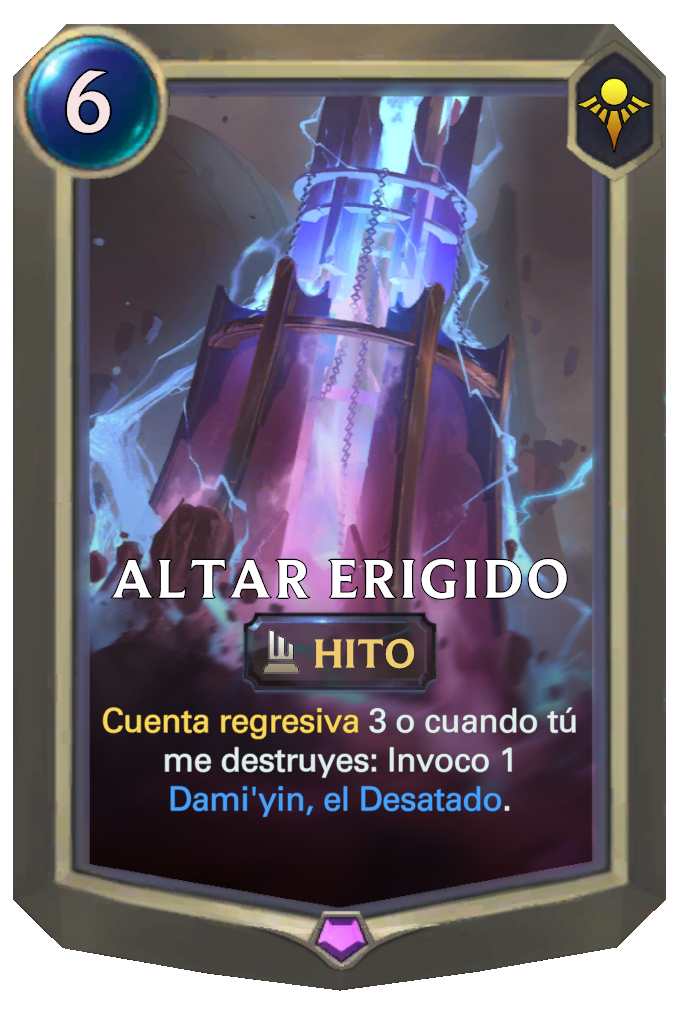 6
ALTAR ERIGIDO
HITO
Cuenta regresiva 3 o cuando tú
me destruyes: Invoco 1
Dami'yin, el Desatado.